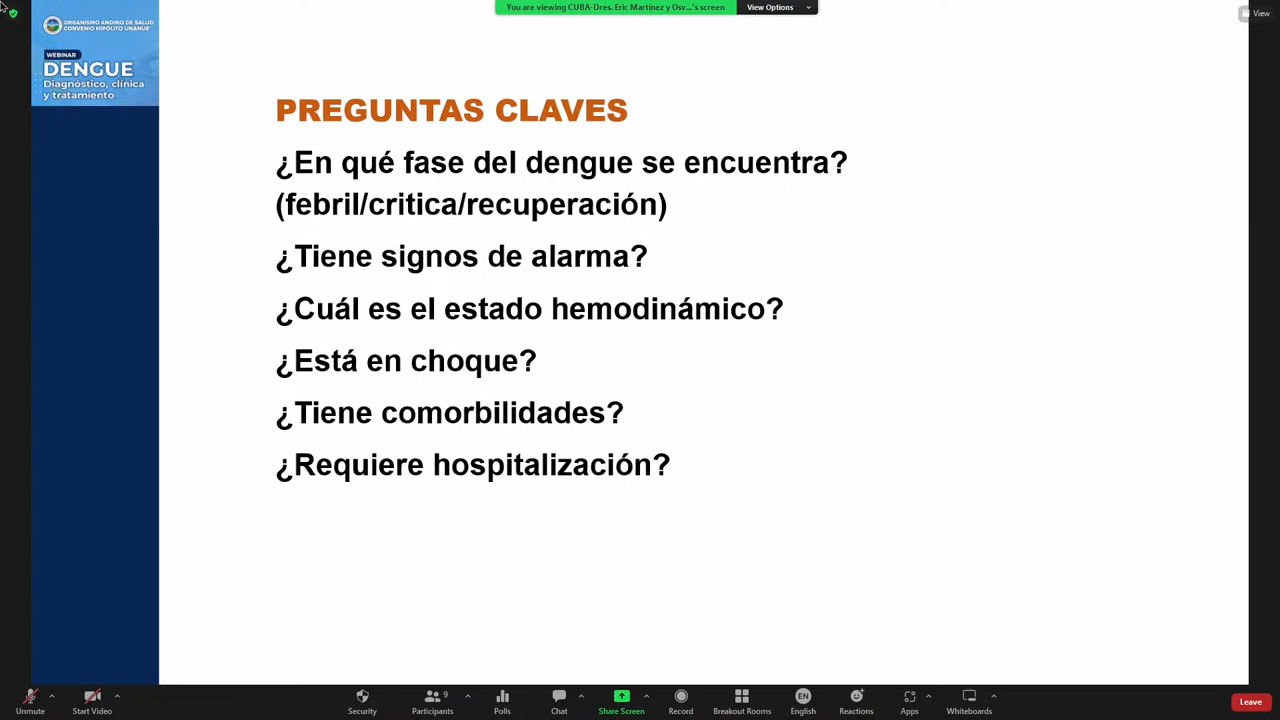 You are viewing CUBA-Dres. Eric Martínez y Osv...'s screen
View Options
View
ORGANISMO ANDINO DE SALUD
CONVENIO HIPÓLITO UNANUE
WEBINAR
DENGUE
Diagnóstico, clínica
y tratamiento
PREGUNTAS CLAVES
¿En qué fase del dengue se encuentra?
(febril/critica/recuperación)
¿Tiene signos de alarma?
¿Cuál es el estado hemodinámico?
¿Está en choque?
¿Tiene comorbilidades?
¿Requiere hospitalización?
Unmute
Start Video
Security
9
Participants
Polls
Chat
Share Screen
Record
Breakout Rooms
EN
English
Reactions
Apps
Whiteboards
Leave